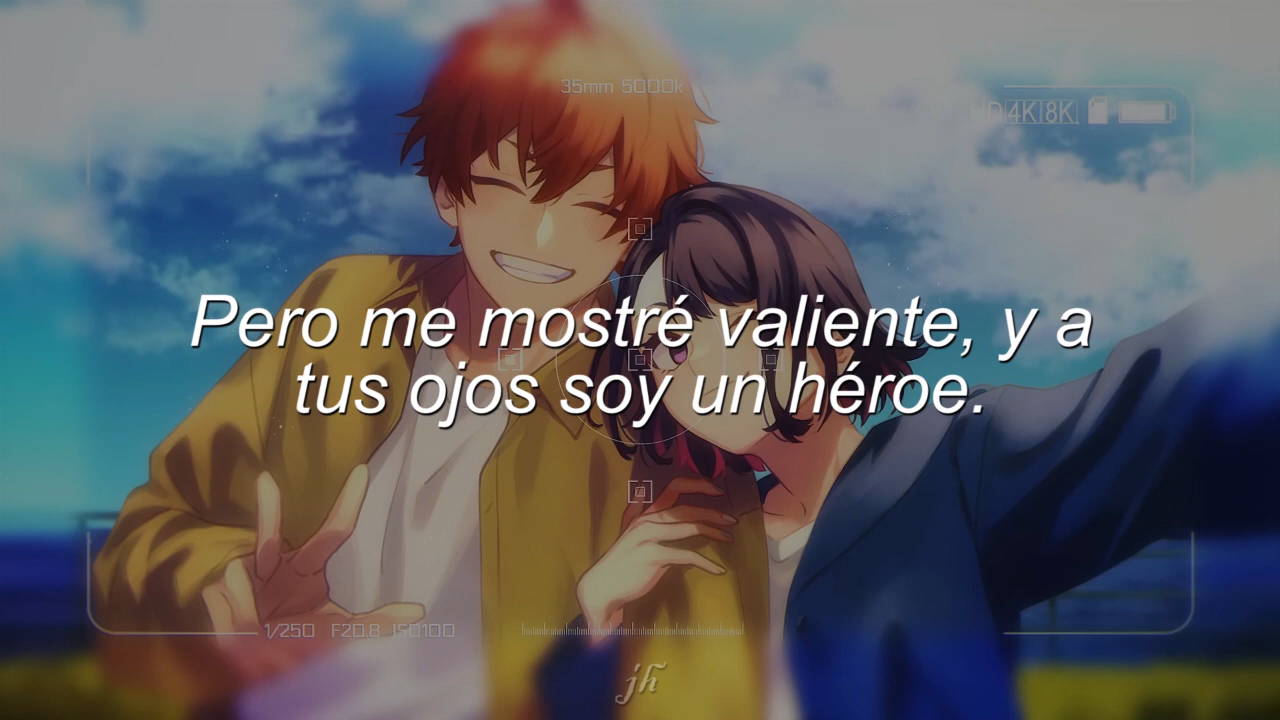 35mm 5000k
HD|4K|8K|
Pero me mostré valiente, y a
tus ojos soy un héroe.
1/250 F20.8 ISO100
jh